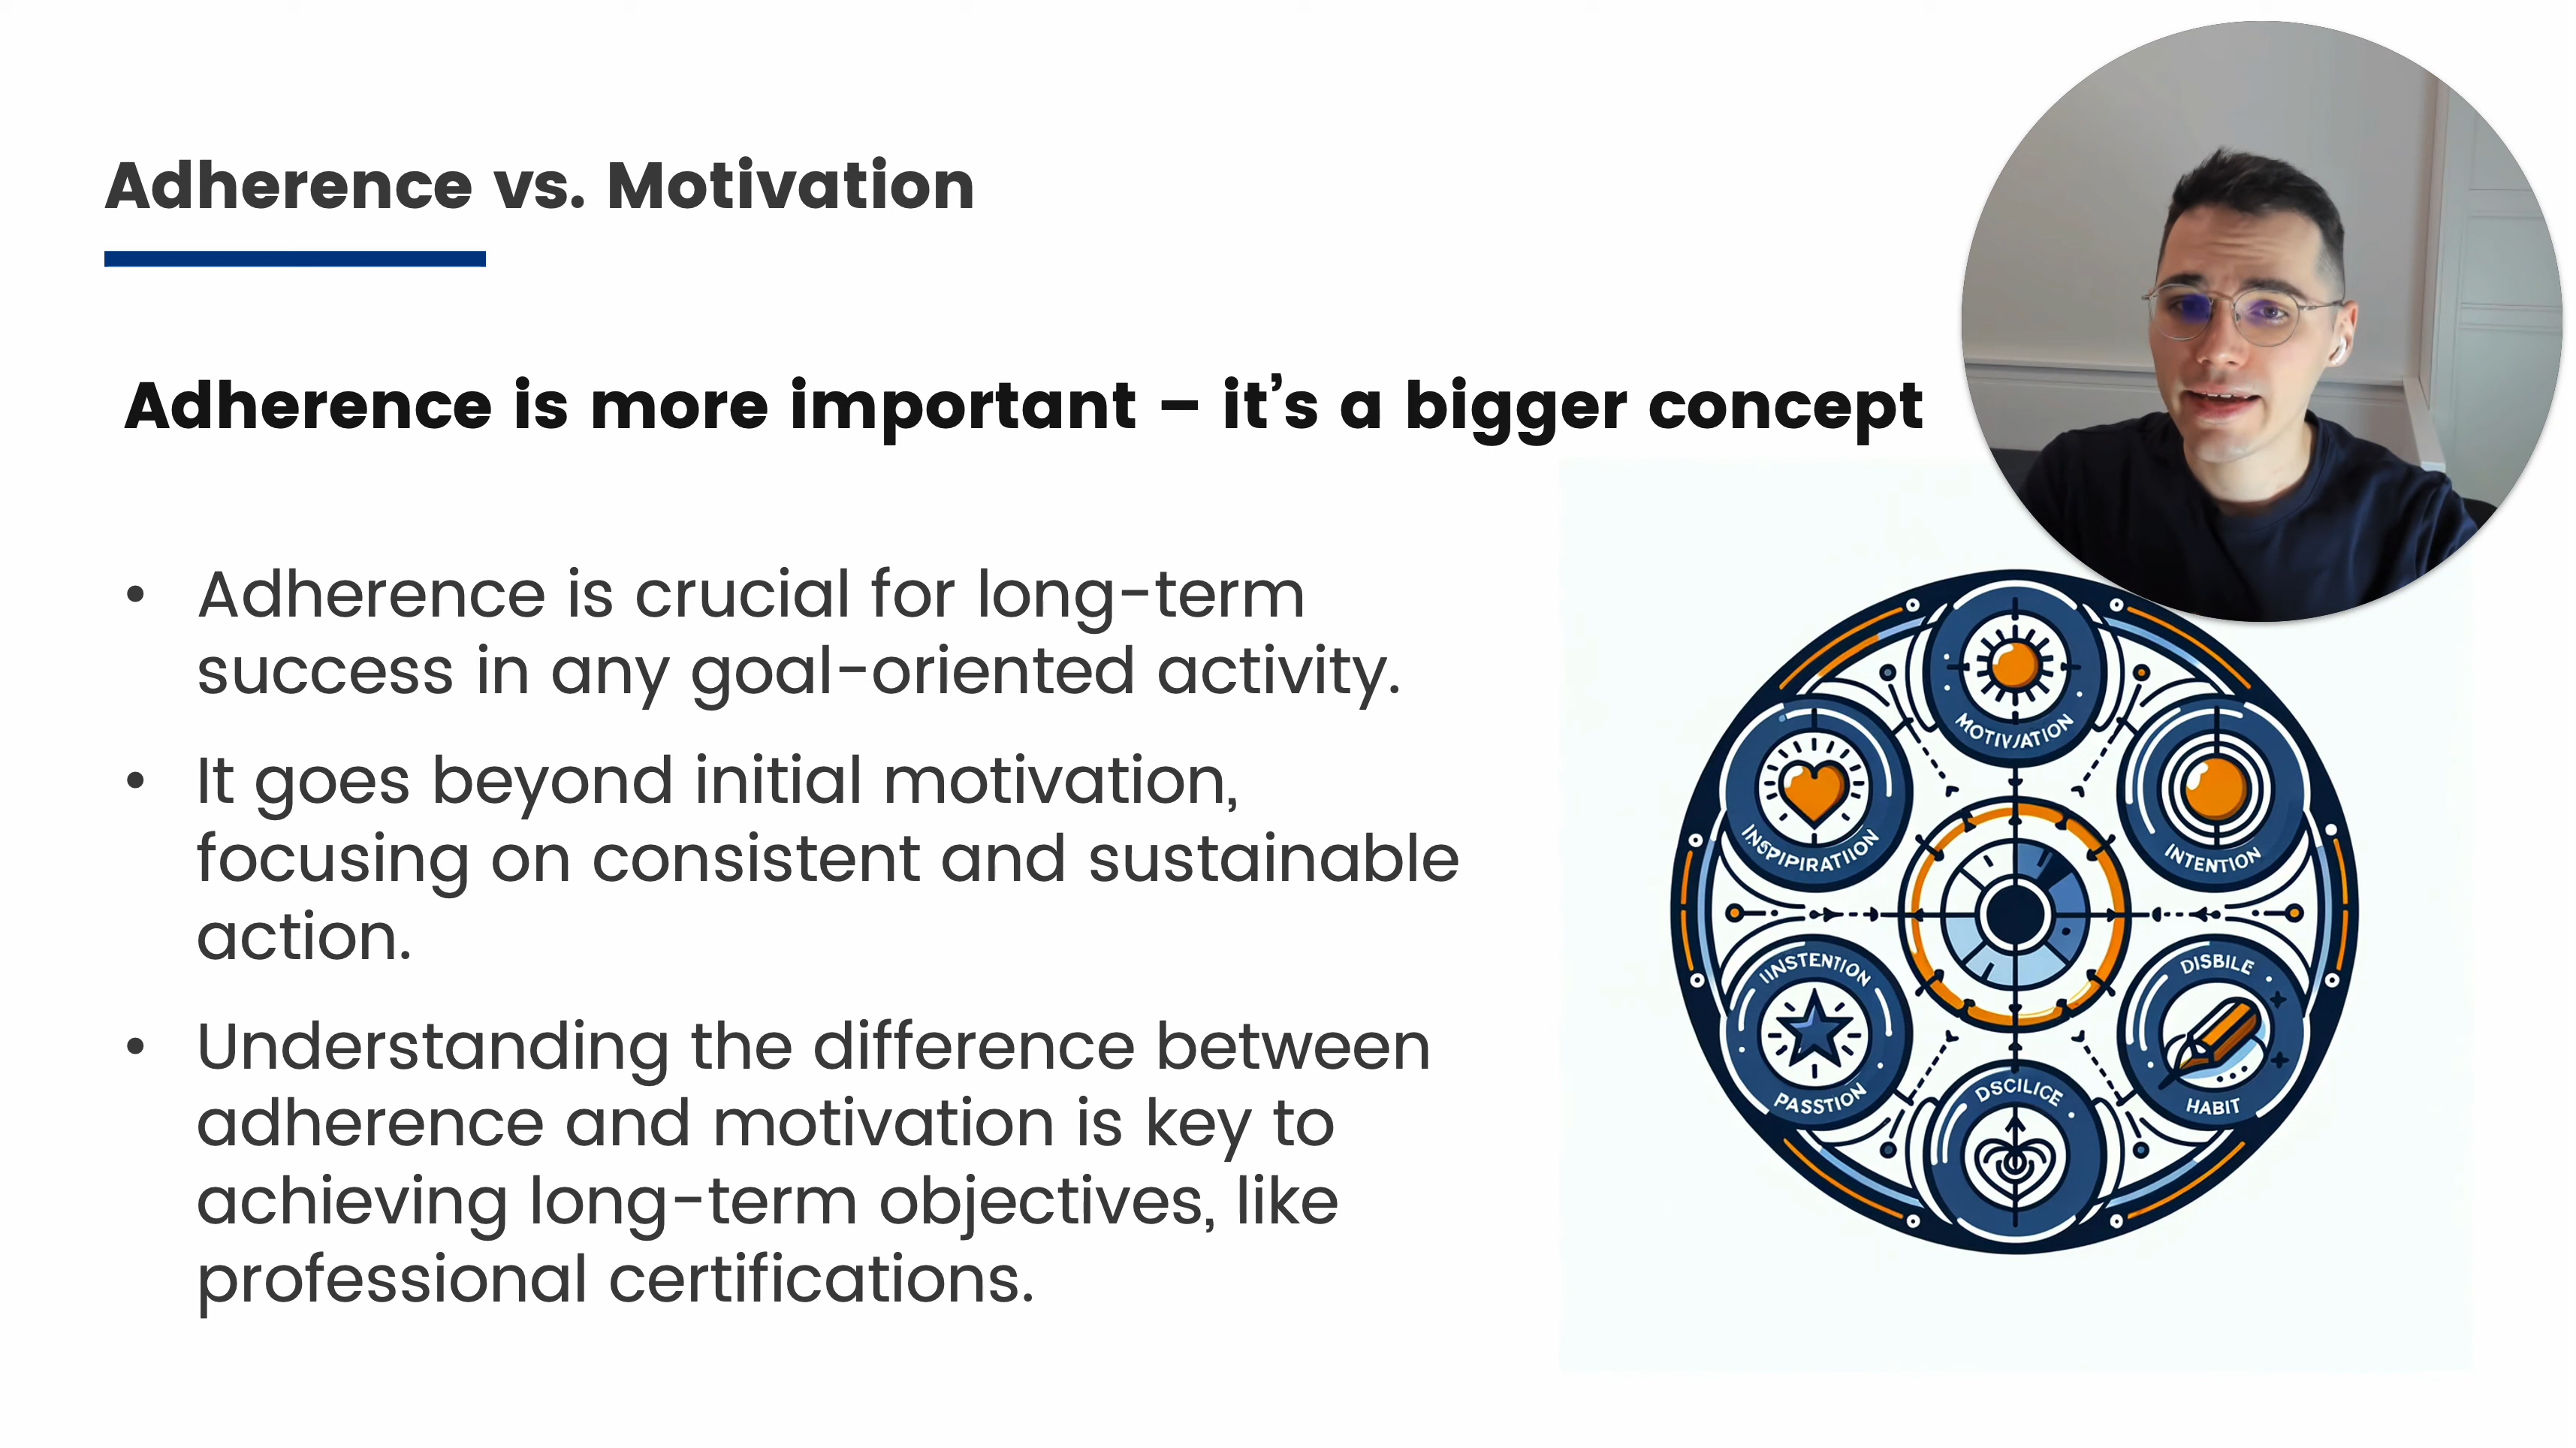 Adherence vs. Motivation
Adherence is more important – it’s a bigger concept
• Adherence is crucial for long-term
success in any goal-oriented activity.
• It goes beyond initial motivation,
focusing on consistent and sustainable
action.
• Understanding the difference between
adherence and motivation is key to
achieving long-term objectives, like
professional certifications.
MOTIVJATION
INSPIPIRATIION
INTENTION
IINSTENTION
PASSTION
DISBILE
HABIT
DSCILICE